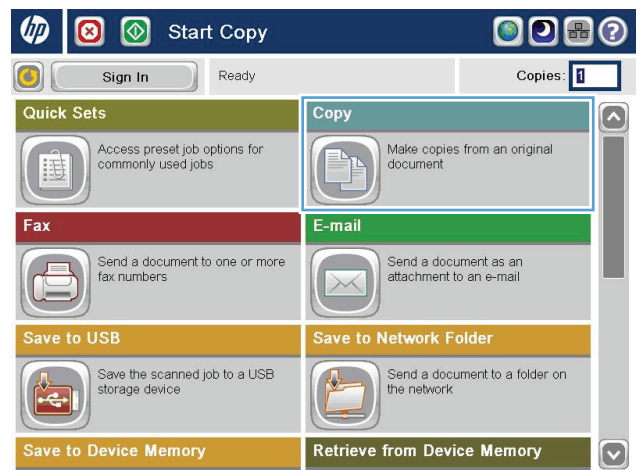 hp Start Copy ?
Sign In Ready Copies: 1
Quick Sets
Access preset job options for
commonly used jobs
Copy
Make copies from an original
document
Fax
Send a document to one or more
fax numbers
E-mail
Send a document as an
attachment to an e-mail
Save to USB
Save the scanned job to a USB
storage device
Save to Network Folder
Send a document to a folder on
the network
Save to Device Memory
Retrieve from Device Memory